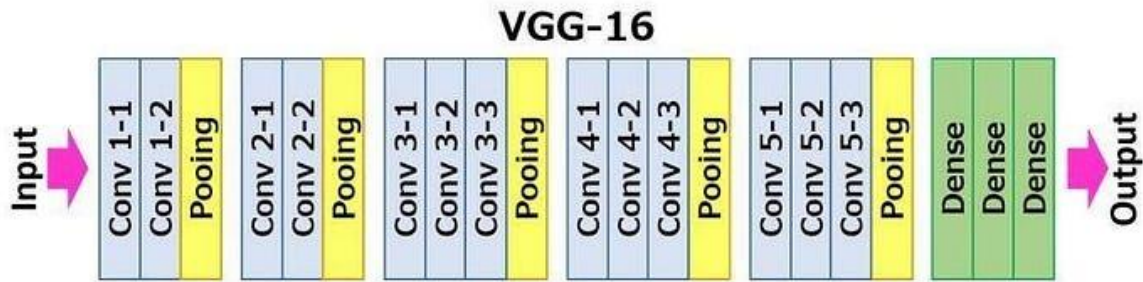 VGG-16
Input
Conv 1-1
Conv 1-2
Pooing
Conv 2-1
Conv 2-2
Pooing
Conv 3-1
Conv 3-2
Conv 3-3
Pooing
Conv 4-1
Conv 4-2
Conv 4-3
Pooing
Conv 5-1
Conv 5-2
Conv 5-3
Pooing
Dense
Dense
Dense
Output